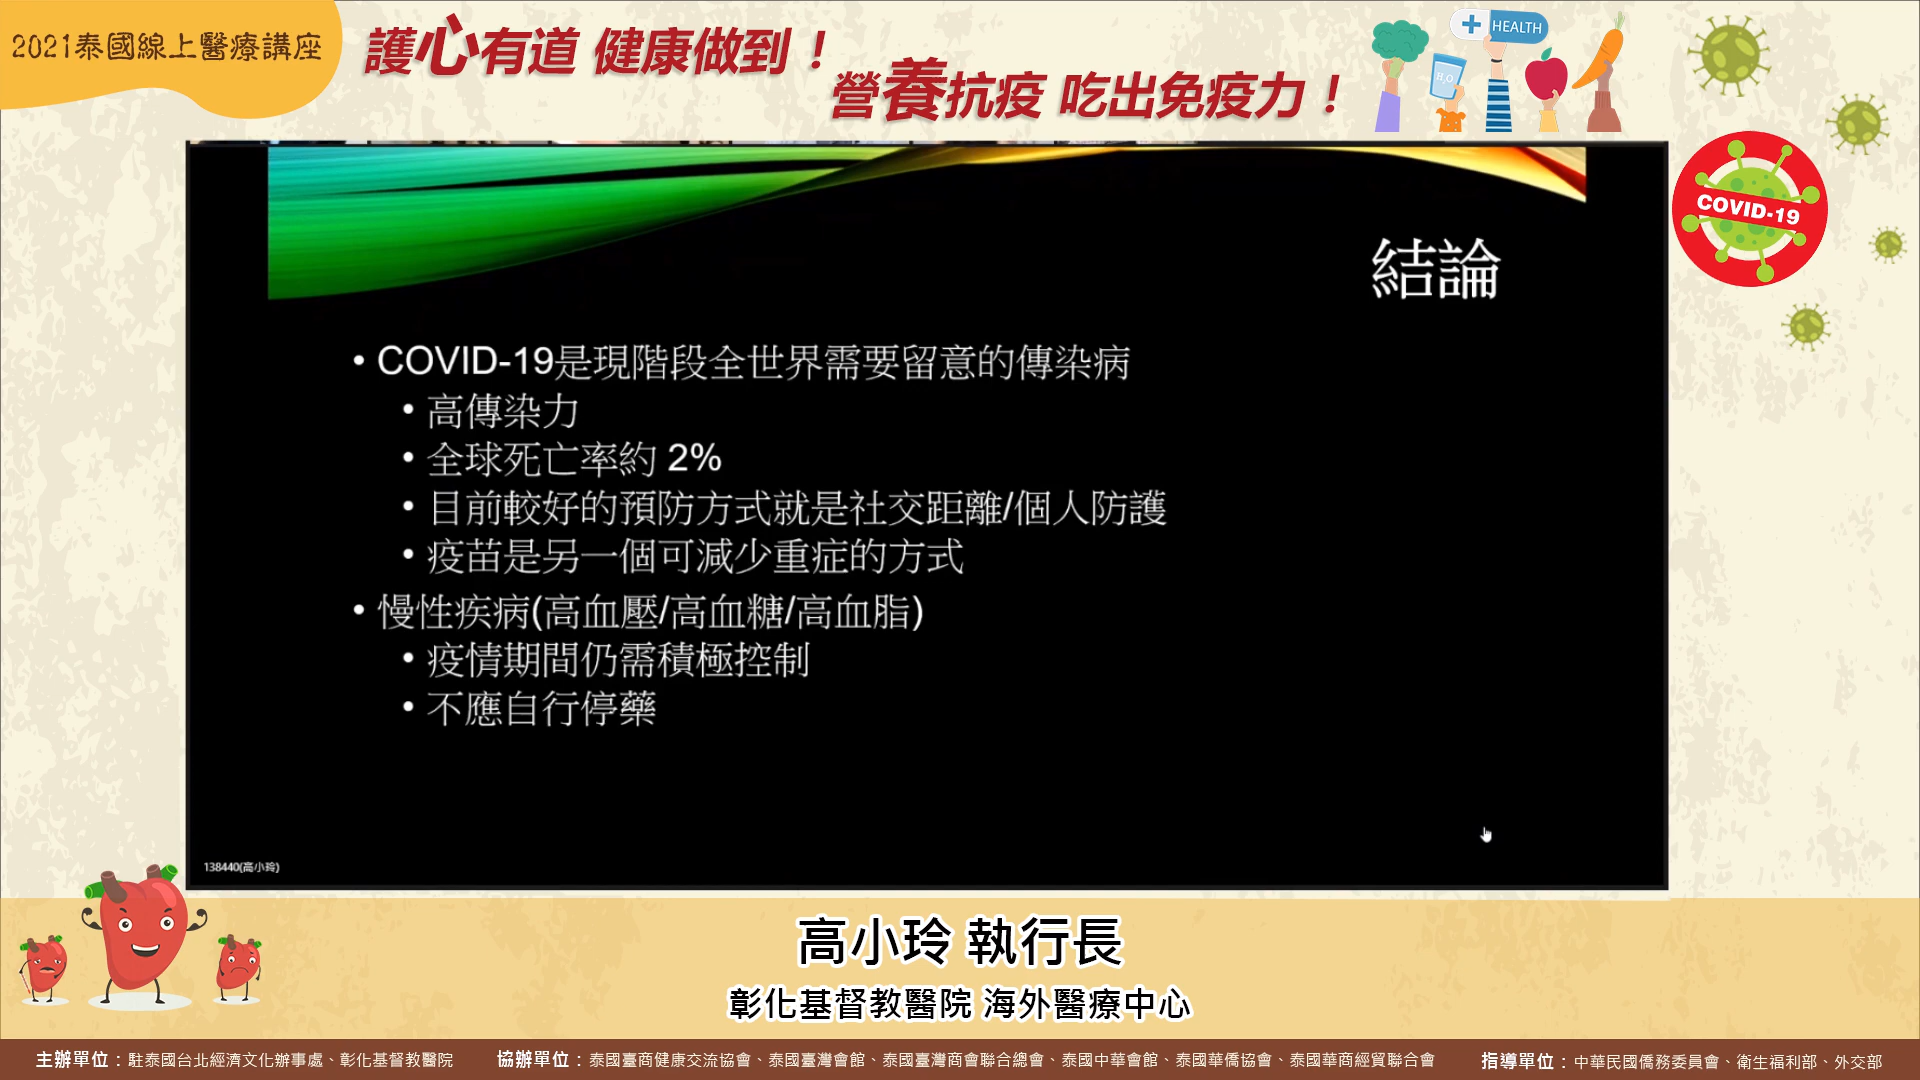 2021泰國線上醫療講座
護心有道 健康做到！
營養抗疫 吃出免疫力！
HEALTH
H₂O
COVID-19
結論
• COVID-19是現階段全世界需要留意的傳染病
• 高傳染力
• 全球死亡率約 2%
• 目前較好的預防方式就是社交距離/個人防護
• 疫苗是另一個可減少重症的方式
• 慢性疾病(高血壓/高血糖/高血脂)
• 疫情期間仍需積極控制
• 不應自行停藥
138440(高小玲)
高小玲 執行長
彰化基督教醫院 海外醫療中心
主辦單位：駐泰國台北經濟文化辦事處、彰化基督教醫院
協辦單位：泰國臺商健康交流協會、泰國臺灣會館、泰國臺灣商會聯合總會、泰國中華會館、泰國華僑協會、泰國華商經貿聯合會
指導單位：中華民國僑務委員會、衛生福利部、外交部